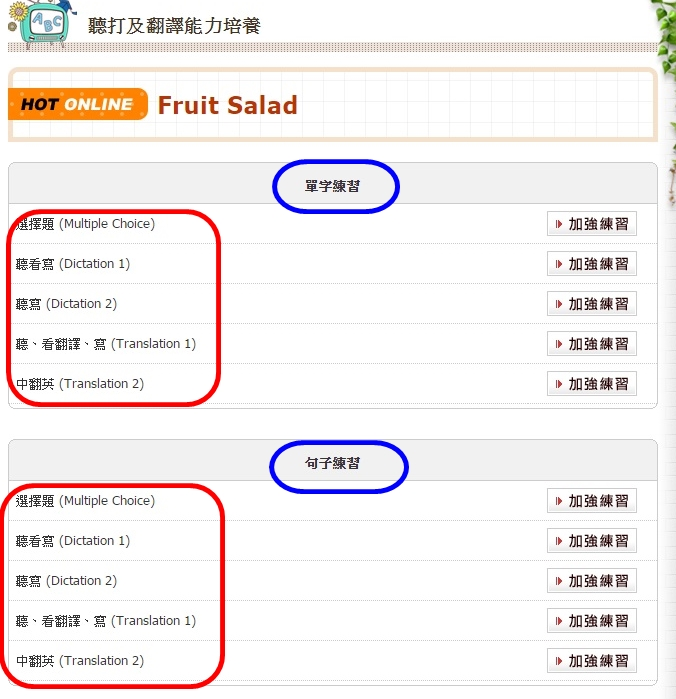 ABC
聽打及翻譯能力培養
HOT ONLINE Fruit Salad
單字練習
選擇題 (Multiple Choice) 加強練習
聽看寫 (Dictation 1) 加強練習
聽寫 (Dictation 2) 加強練習
聽、看翻譯、寫 (Translation 1) 加強練習
中翻英 (Translation 2) 加強練習
句子練習
選擇題 (Multiple Choice) 加強練習
聽看寫 (Dictation 1) 加強練習
聽寫 (Dictation 2) 加強練習
聽、看翻譯、寫 (Translation 1) 加強練習
中翻英 (Translation 2) 加強練習